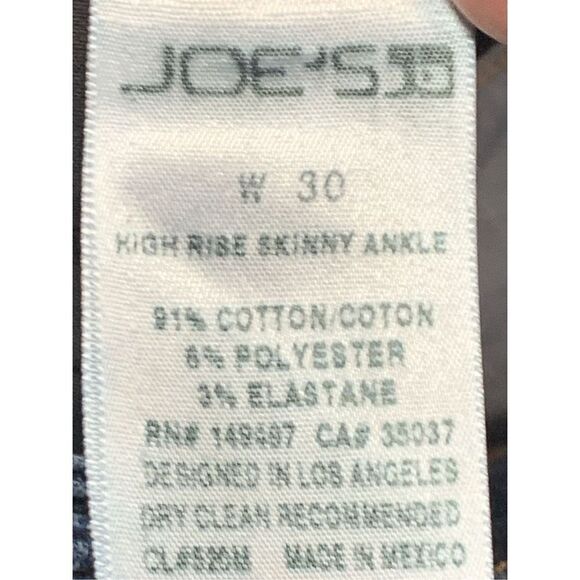 JOE'S
W 30
HIGH RISE SKINNY ANKLE
91% COTTON/COTON
6% POLYESTER
3% ELASTANE
RN# 149497 CA# 35037
DESIGNED IN LOS ANGELES
DRY CLEAN RECOMMENDED
MADE IN MEXICO